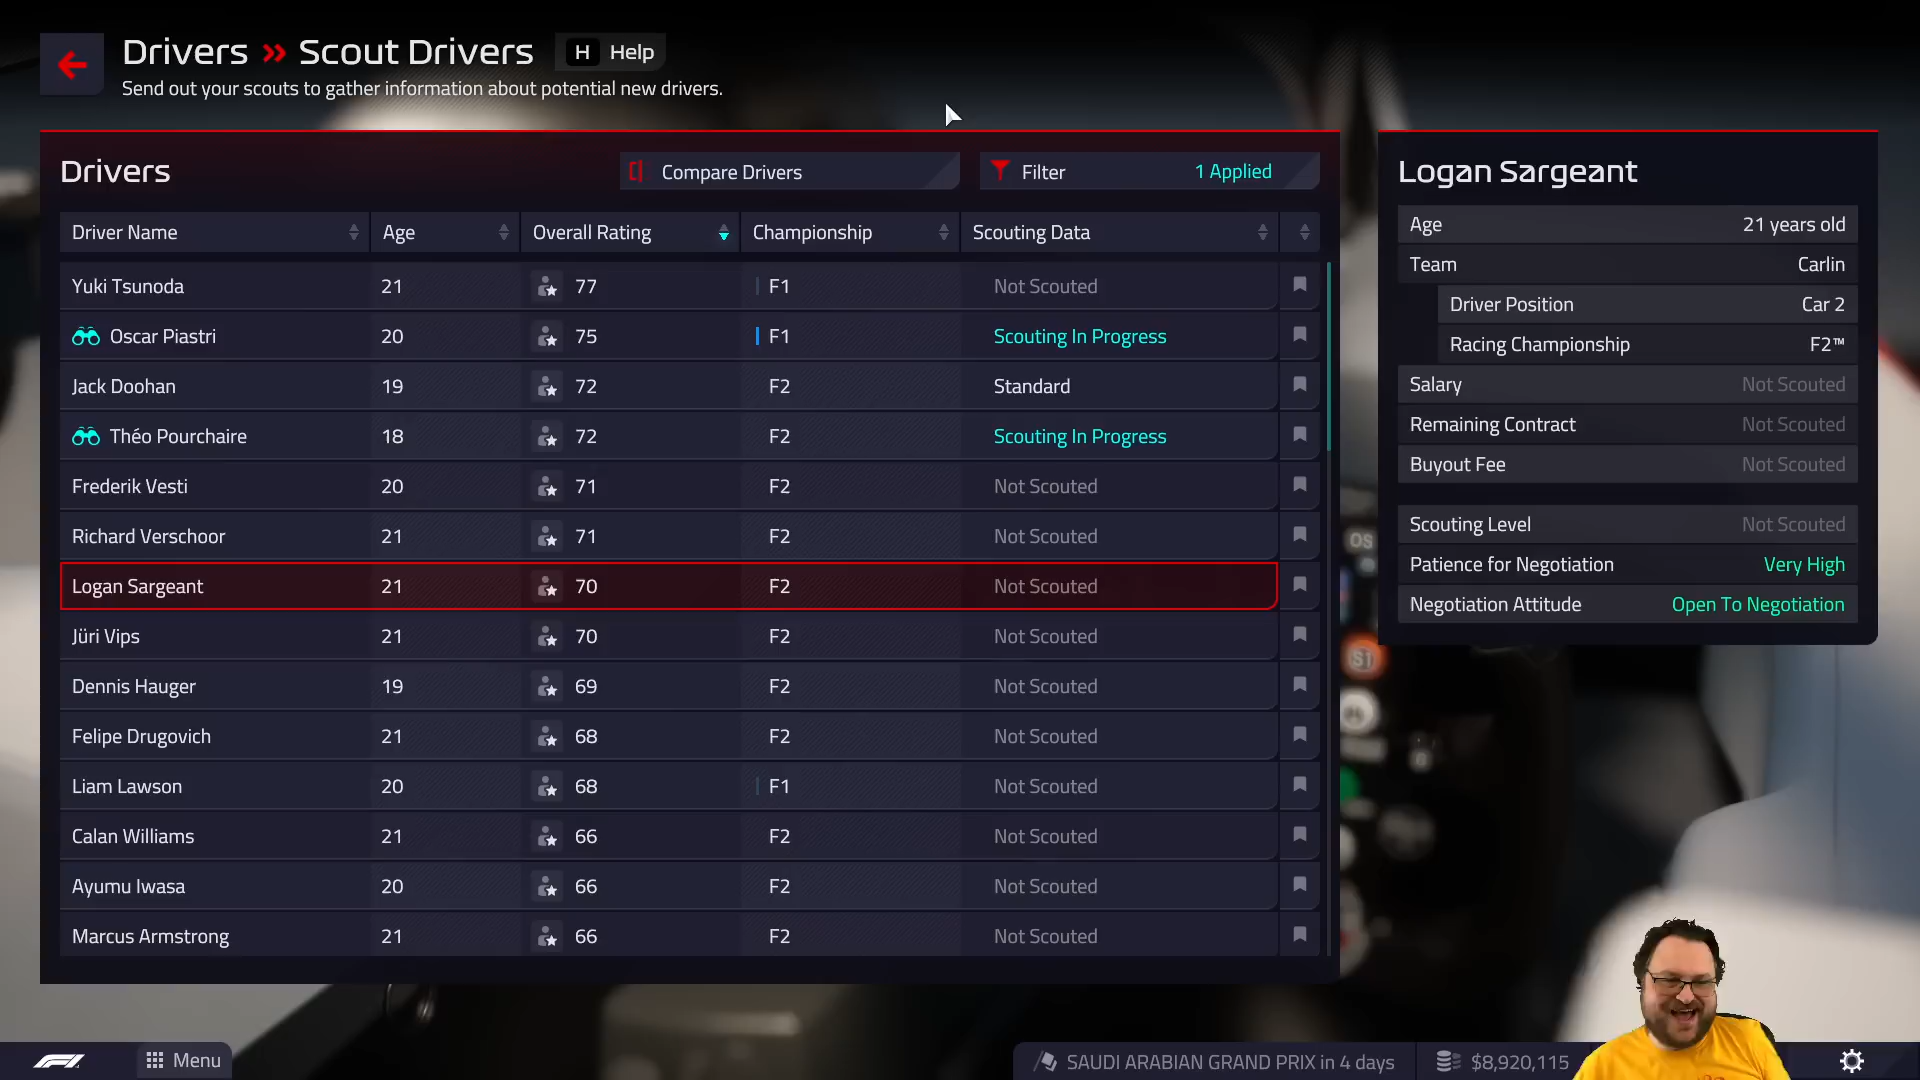 Drivers » Scout Drivers H Help
Send out your scouts to gather information about potential new drivers.
Drivers Compare Drivers Filter 1 Applied
Driver Name Age Overall Rating Championship Scouting Data
Yuki Tsunoda 21 77 F1 Not Scouted
Oscar Piastri 20 75 F1 Scouting In Progress
Jack Doohan 19 72 F2 Standard
Théo Pourchaire 18 72 F2 Scouting In Progress
Frederik Vesti 20 71 F2 Not Scouted
Richard Verschoor 21 71 F2 Not Scouted
Logan Sargeant 21 70 F2 Not Scouted
Jüri Vips 21 70 F2 Not Scouted
Dennis Hauger 19 69 F2 Not Scouted
Felipe Drugovich 21 68 F2 Not Scouted
Liam Lawson 20 68 F1 Not Scouted
Calan Williams 21 66 F2 Not Scouted
Ayumu Iwasa 20 66 F2 Not Scouted
Marcus Armstrong 21 66 F2 Not Scouted
Logan Sargeant
Age 21 years old
Team Carlin
Driver Position Car 2
Racing Championship F2™
Salary Not Scouted
Remaining Contract Not Scouted
Buyout Fee Not Scouted
Scouting Level Not Scouted
Patience for Negotiation Very High
Negotiation Attitude Open To Negotiation
OS
S1
F1 Menu SAUDI ARABIAN GRAND PRIX in 4 days $8,920,115